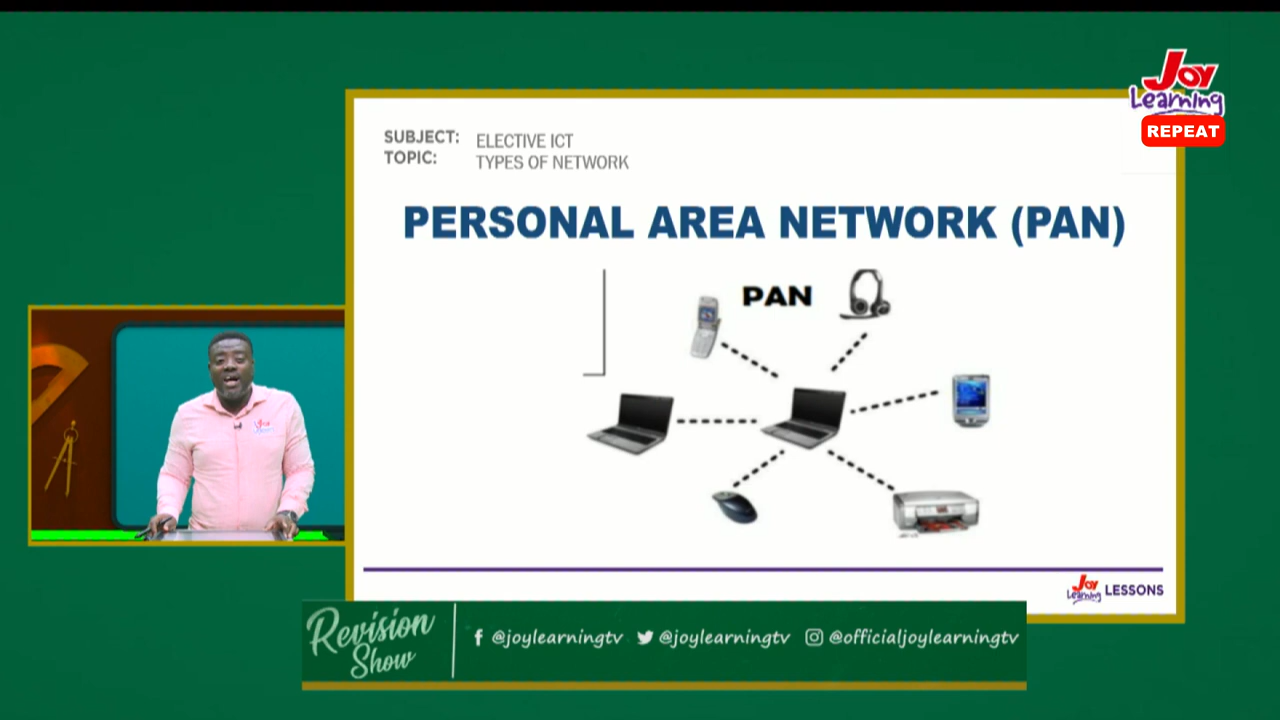 Joy
Learning
REPEAT
SUBJECT: ELECTIVE ICT
TOPIC: TYPES OF NETWORK
PERSONAL AREA NETWORK (PAN)
PAN
Joy
Learning LESSONS
Revision
Show
@joylearningtv @joylearningtv @officialjoylearningtv